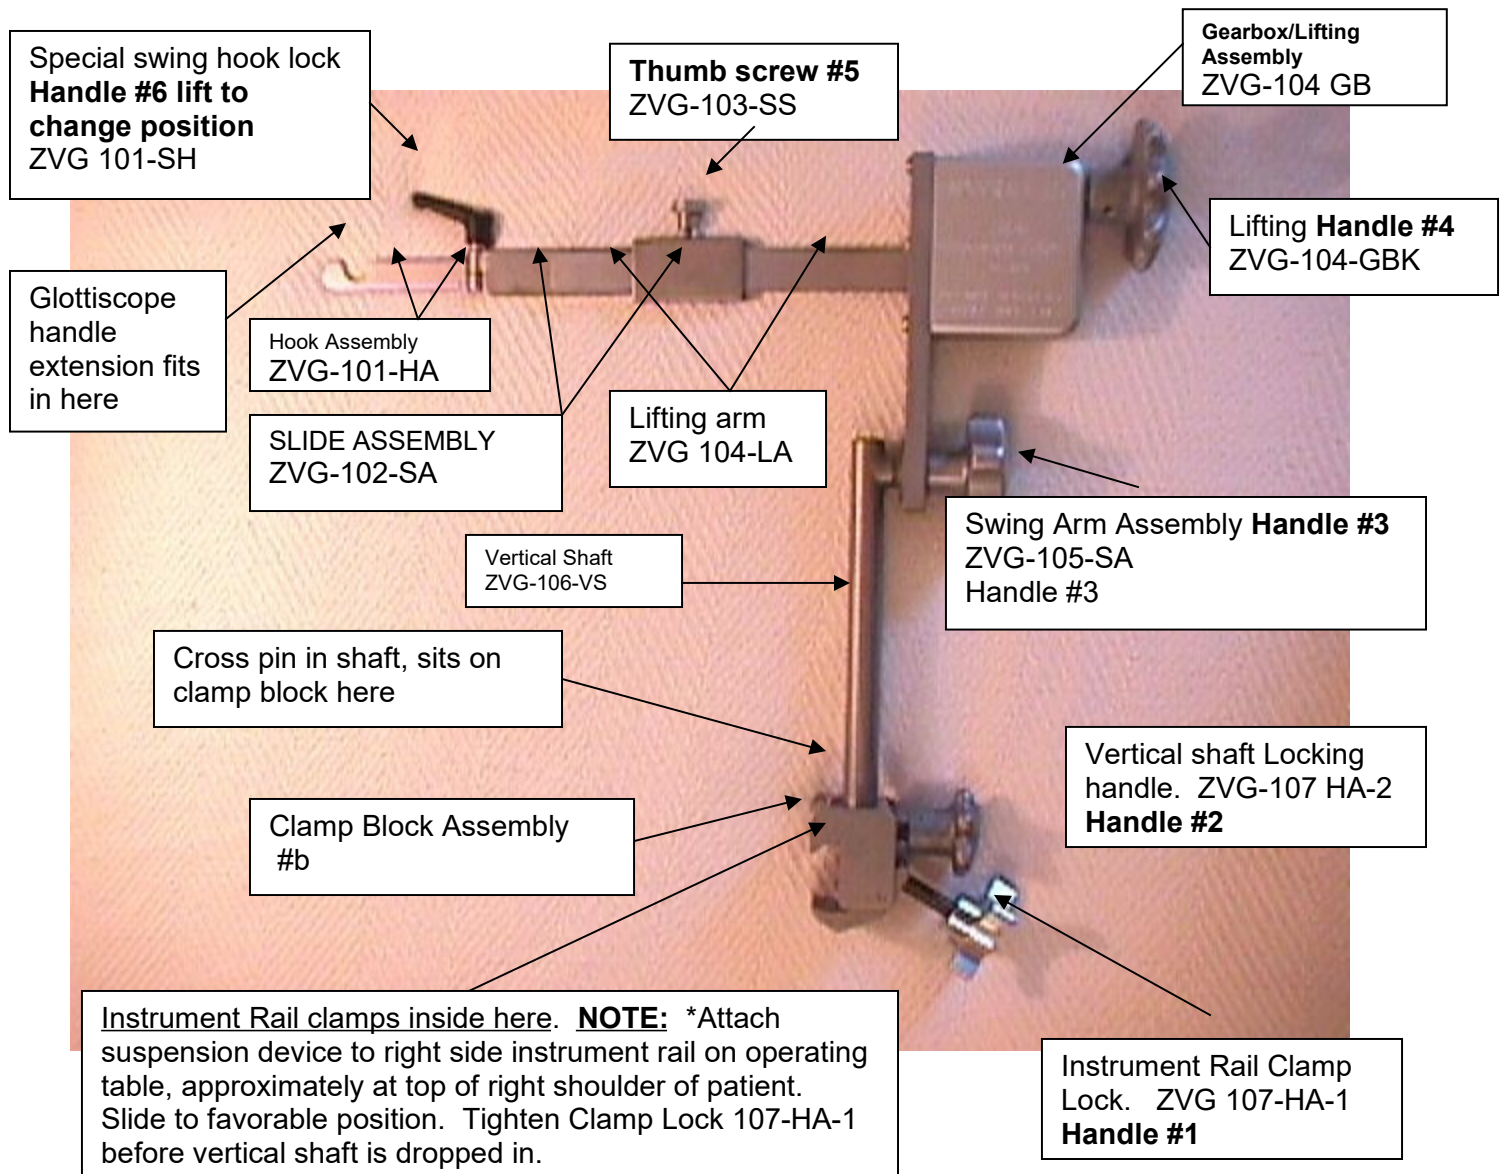 Special swing hook lock
Handle #6 lift to
change position
ZVG 101-SH
Thumb screw #5
ZVG-103-SS
Gearbox/Lifting
Assembly
ZVG-104 GB
Lifting Handle #4
ZVG-104-GBK
Glottiscope
handle
extension fits
in here
Hook Assembly
ZVG-101-HA
SLIDE ASSEMBLY
ZVG-102-SA
Lifting arm
ZVG 104-LA
Swing Arm Assembly Handle #3
ZVG-105-SA
Handle #3
Vertical Shaft
ZVG-106-VS
Cross pin in shaft, sits on
clamp block here
Vertical shaft Locking
handle. ZVG-107 HA-2
Handle #2
Clamp Block Assembly
#b
Instrument Rail clamps inside here. NOTE: *Attach
suspension device to right side instrument rail on operating
table, approximately at top of right shoulder of patient.
Slide to favorable position. Tighten Clamp Lock 107-HA-1
before vertical shaft is dropped in.
Instrument Rail Clamp
Lock. ZVG 107-HA-1
Handle #1